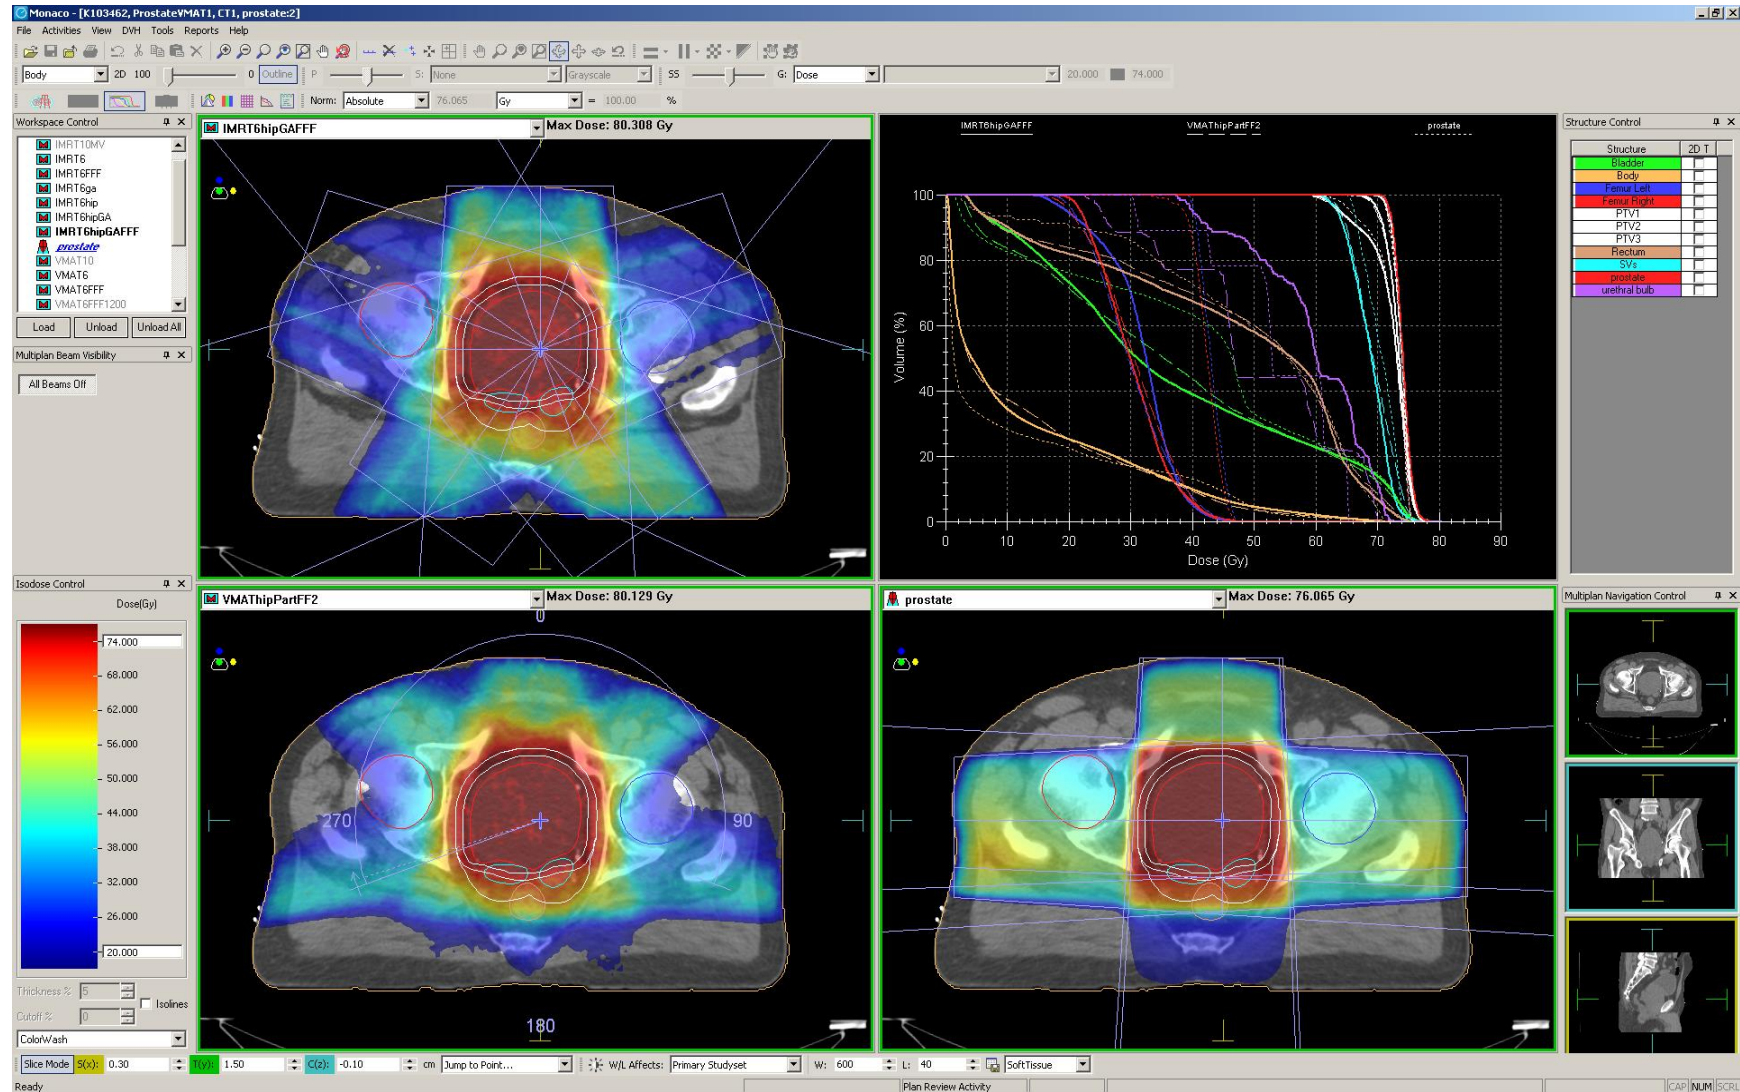 Monaco - [K103462, ProstateVMAT1, CT1, prostate:2]
File Activities View DVH Tools Reports Help
Body 2D 100 0 Outline P S: None Grayscale SS G: Dose 20.000 74.000
Norm: Absolute 76.065 Gy = 100.00 %
Workspace Control
IMRT10MV
IMRT6
IMRT6FFF
IMRT6ga
IMRT6hip
IMRT6hipGA
IMRT6hipGAFFF
prostate
VMAT10
VMAT6
VMAT6FFF
VMAT6FFF1200
Load Unload Unload All
Multiplan Beam Visibility
All Beams Off
IMRT6hipGAFFF Max Dose: 80.308 Gy
IMRT6hipGAFFF VMAThipPartFF2 prostate
100
80
60
40
20
0
Volume (%)
0 10 20 30 40 50 60 70 80 90
Dose (Gy)
Structure Control
Structure 2D T
Bladder
Body
Femur Left
Femur Right
PTV1
PTV2
PTV3
Rectum
SVs
prostate
urethral bulb
Isodose Control
Dose(Gy)
74.000
68.000
62.000
56.000
50.000
44.000
38.000
32.000
26.000
20.000
Thickness % 5
Isolines
Cutoff % 0
ColorWash
VMAThipPartFF2 Max Dose: 80.129 Gy
0
270 90
180
prostate Max Dose: 76.065 Gy
Multiplan Navigation Control
Slice Mode S(x): 0.30 T(y): 1.50 C(z): -0.10 cm Jump to Point... W/L Affects: Primary Studyset W: 600 L: 40 SoftTissue
Ready Plan Review Activity CAP NUM SCRL